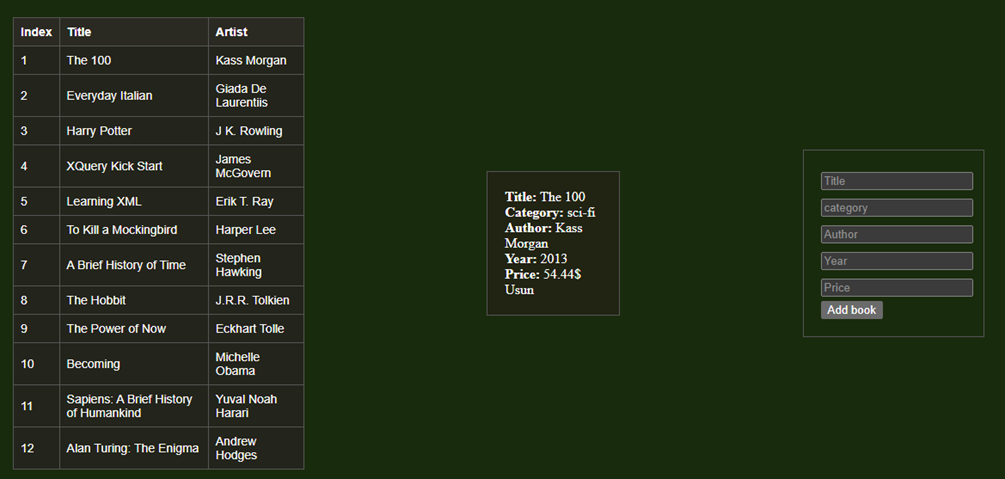 Index Title Artist
1 The 100 Kass Morgan
2 Everyday Italian Giada De
Laurentiis
3 Harry Potter J K. Rowling
4 XQuery Kick Start James
McGovern
5 Learning XML Erik T. Ray
6 To Kill a Mockingbird Harper Lee
7 A Brief History of Time Stephen
Hawking
8 The Hobbit J.R.R. Tolkien
9 The Power of Now Eckhart Tolle
10 Becoming Michelle
Obama
11 Sapiens: A Brief History Yuval Noah
of Humankind Harari
12 Alan Turing: The Enigma Andrew
Hodges
Title: The 100
Category: sci-fi
Author: Kass
Morgan
Year: 2013
Price: 54.44$
Usun
Title
category
Author
Year
Price
Add book